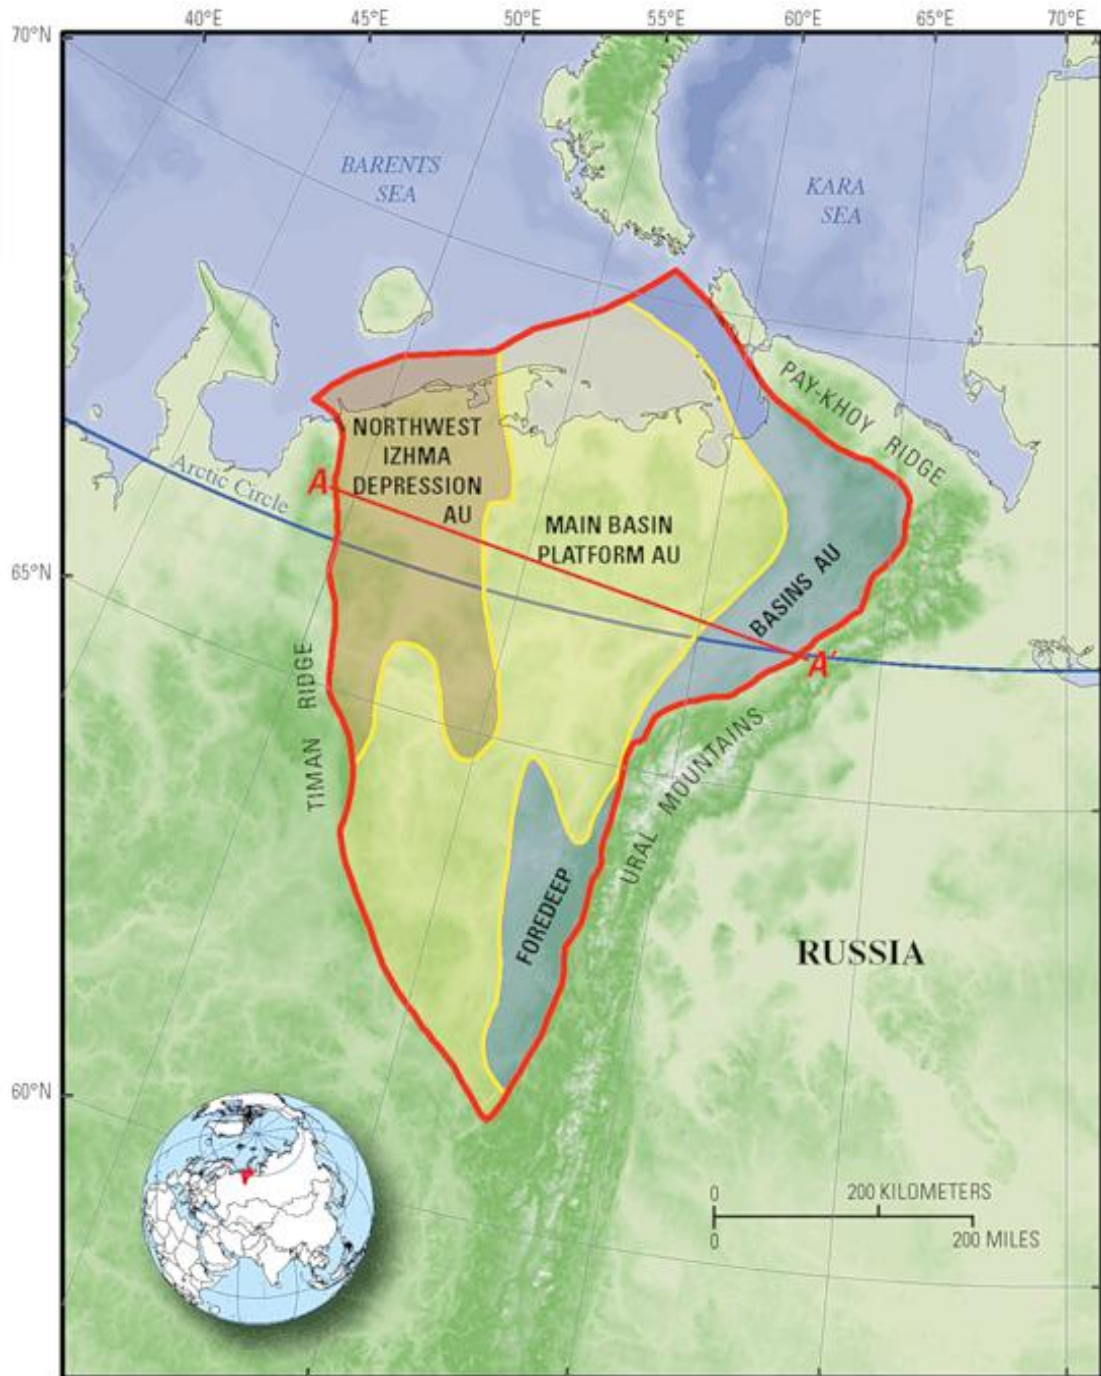 40°E 45°E 50°E 55°E 60°E 65°E 70°E
70°N
BARENTS
SEA
KARA
SEA
PAY-KHOY RIDGE
NORTHWEST
IZHMA
DEPRESSION
AU
Arctic Circle
A
MAIN BASIN
PLATFORM AU
65°N
BASINS AU
A'
TIMAN RIDGE
URAL MOUNTAINS
FOREDEEP
RUSSIA
60°N
0 200 KILOMETERS
0 200 MILES